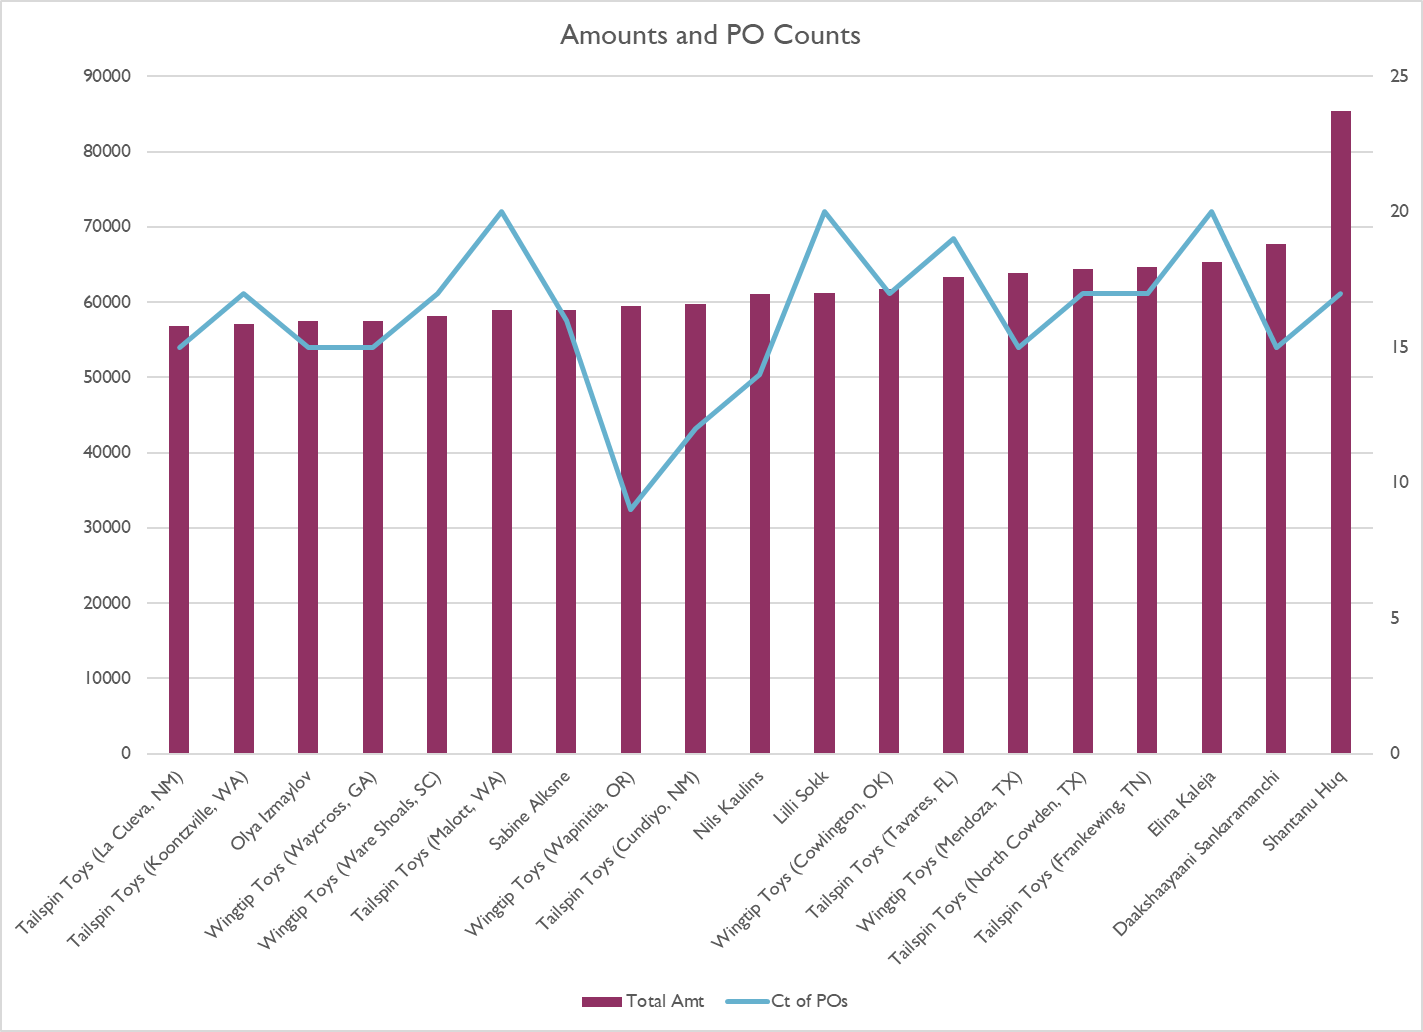 Amounts and PO Counts
90000
80000
70000
60000
50000
40000
30000
20000
10000
0
25
20
15
10
5
0
Tailspin Toys (La Cueva, NM)
Tailspin Toys (Koontzville, WA)
Olya Izmaylov
Wingtip Toys (Waycross, GA)
Wingtip Toys (Ware Shoals, SC)
Tailspin Toys (Malott, WA)
Sabine Alksne
Wingtip Toys (Wapinitia, OR)
Tailspin Toys (Cundiyo, NM)
Nils Kaulins
Lilli Sokk
Wingtip Toys (Cowlington, OK)
Tailspin Toys (Tavares, FL)
Wingtip Toys (Mendoza, TX)
Tailspin Toys (North Cowden, TX)
Tailspin Toys (Frankewing, TN)
Elina Kaleja
Daakshaayaani Sankaramanchi
Shantanu Huq
Total Amt
Ct of POs